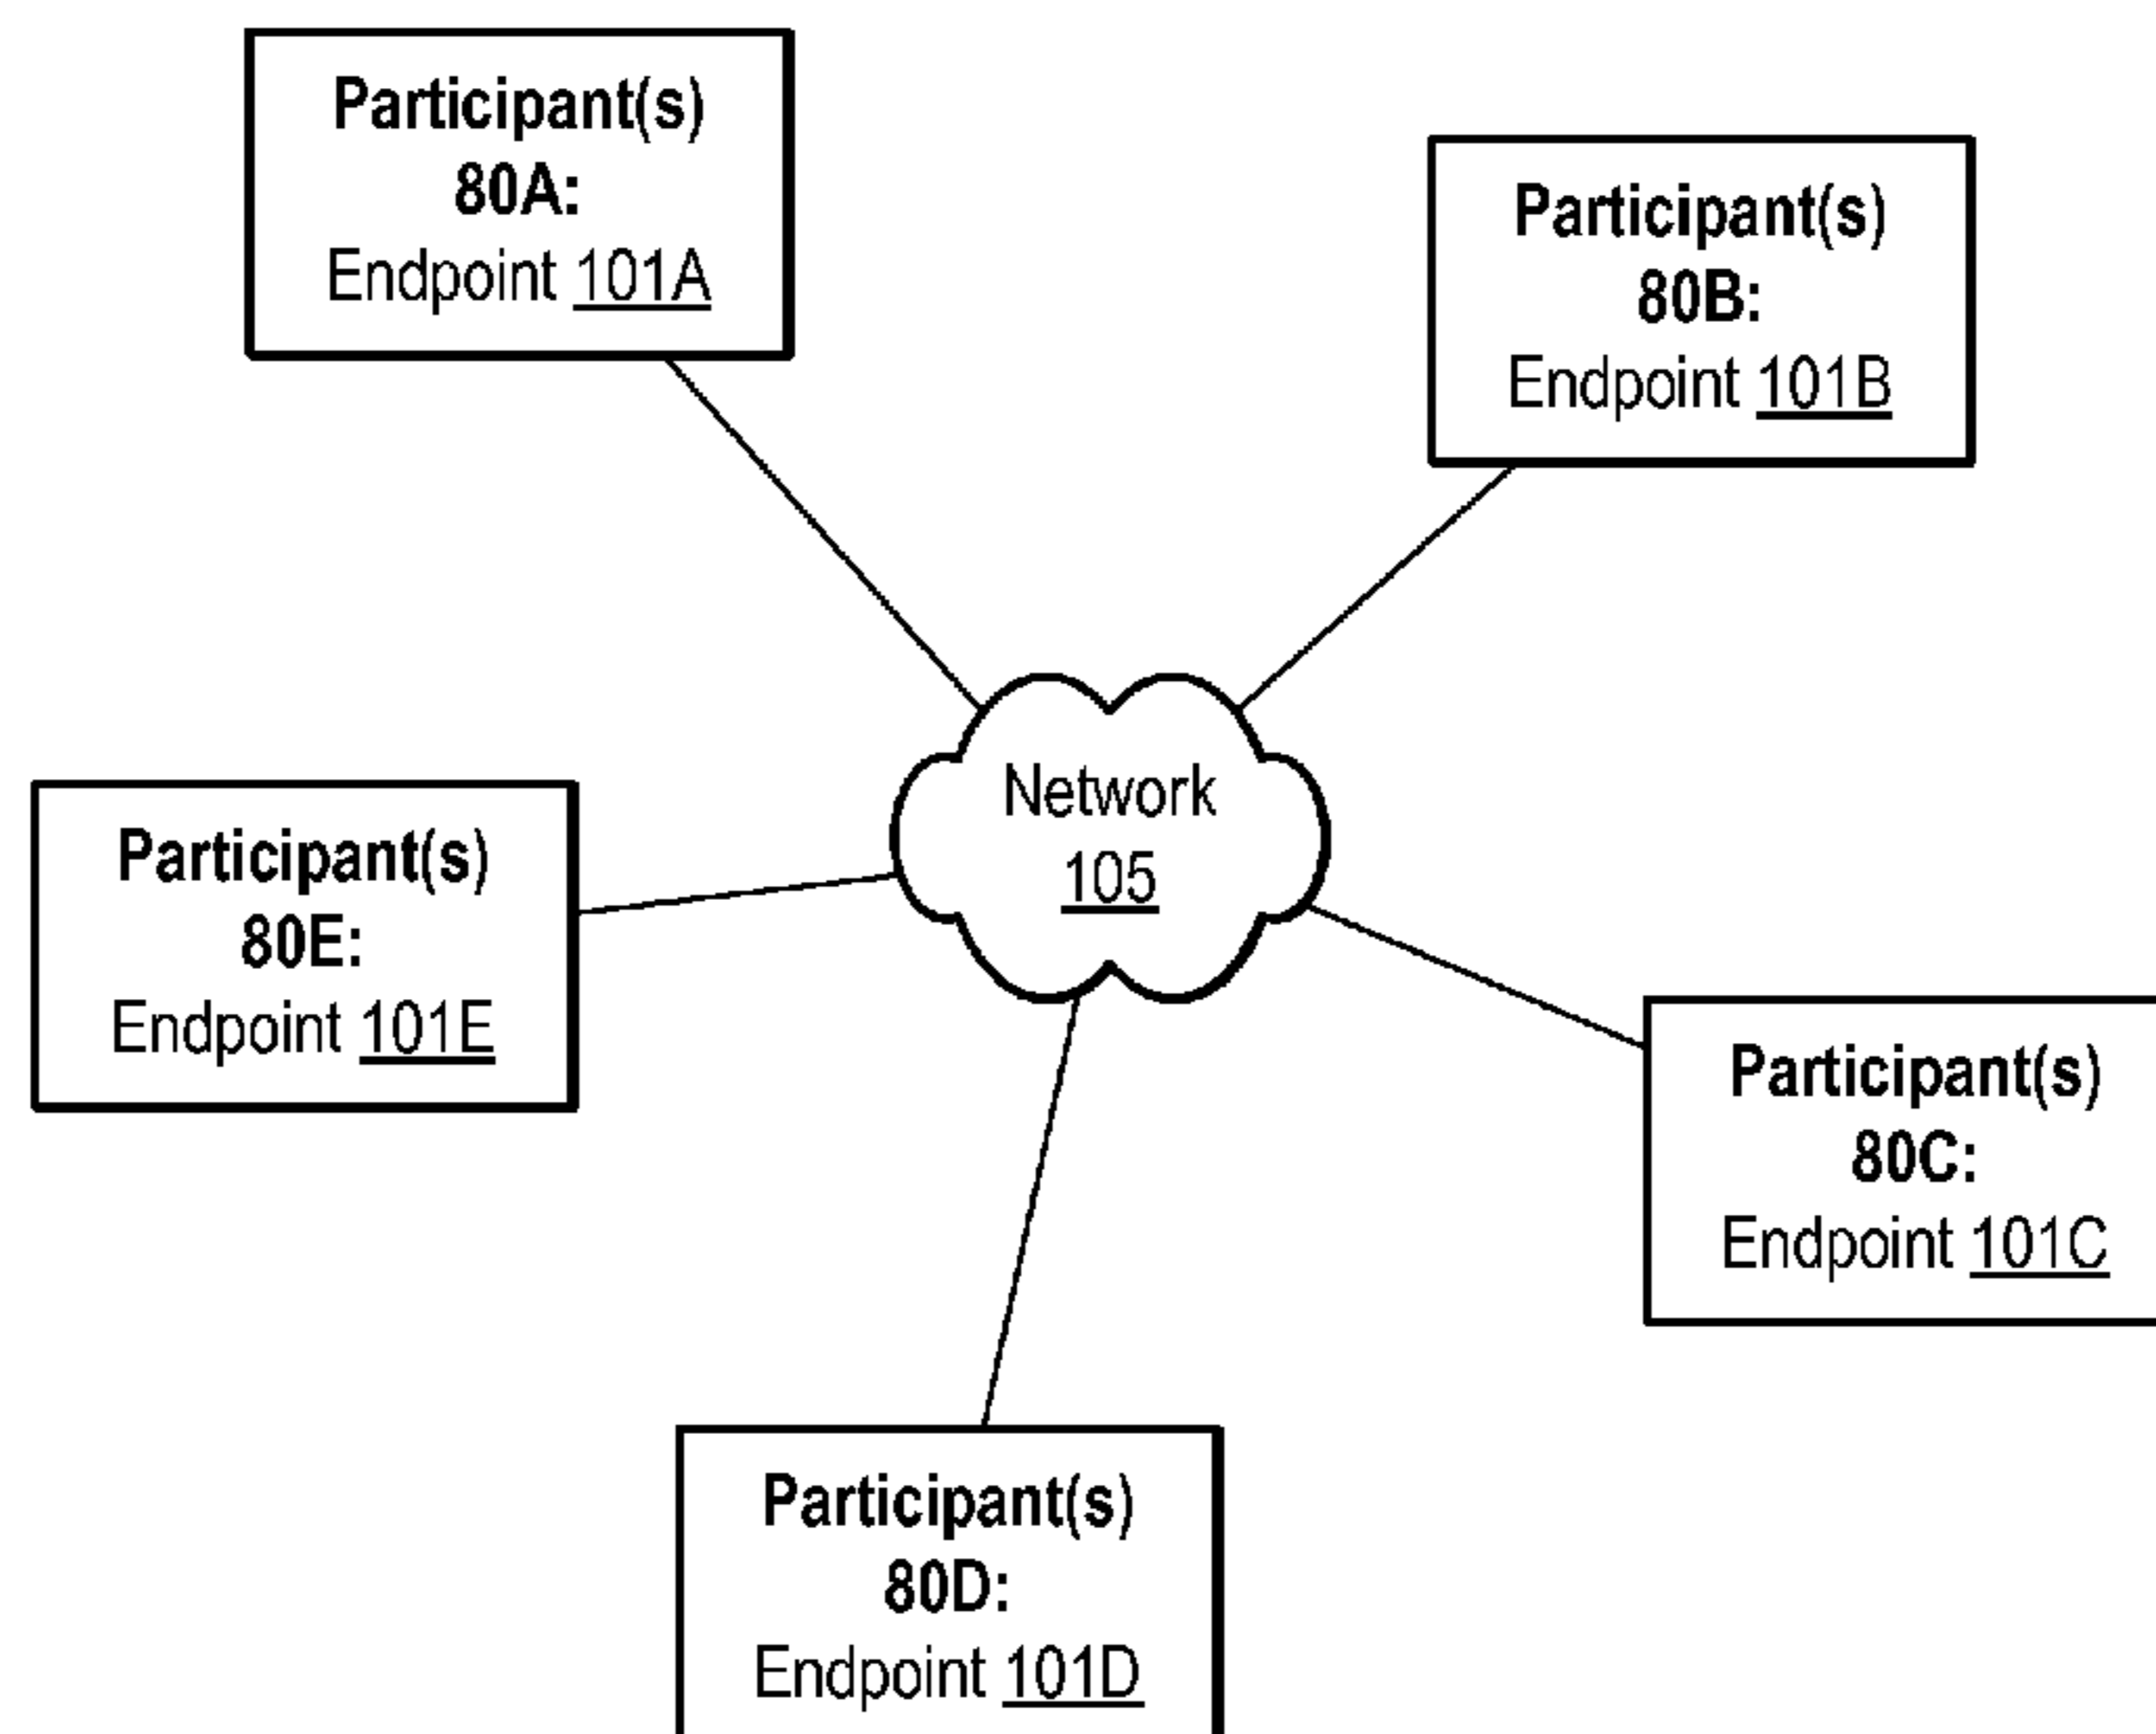 Participant(s)
80A:
Endpoint 101A
Participant(s)
80B:
Endpoint 101B
Network
105
Participant(s)
80E:
Endpoint 101E
Participant(s)
80C:
Endpoint 101C
Participant(s)
80D:
Endpoint 101D